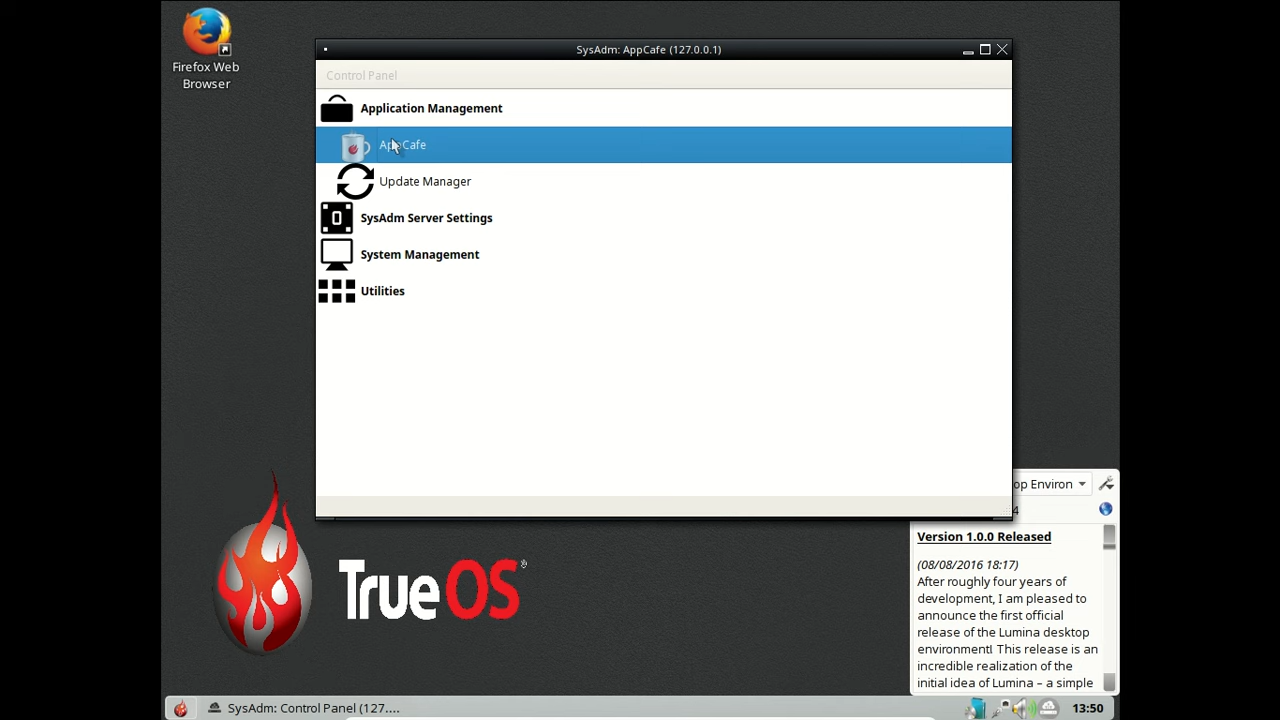 Firefox Web
Browser
SysAdm: AppCafe (127.0.0.1)
Control Panel
Application Management
AppCafe
Update Manager
SysAdm Server Settings
System Management
Utilities
op Environ
4
Version 1.0.0 Released
(08/08/2016 18:17)
After roughly four years of
development, I am pleased to
announce the first official
release of the Lumina desktop
environment! This release is an
incredible realization of the
initial idea of Lumina – a simple
TrueOS®
SysAdm: Control Panel (127....
13:50